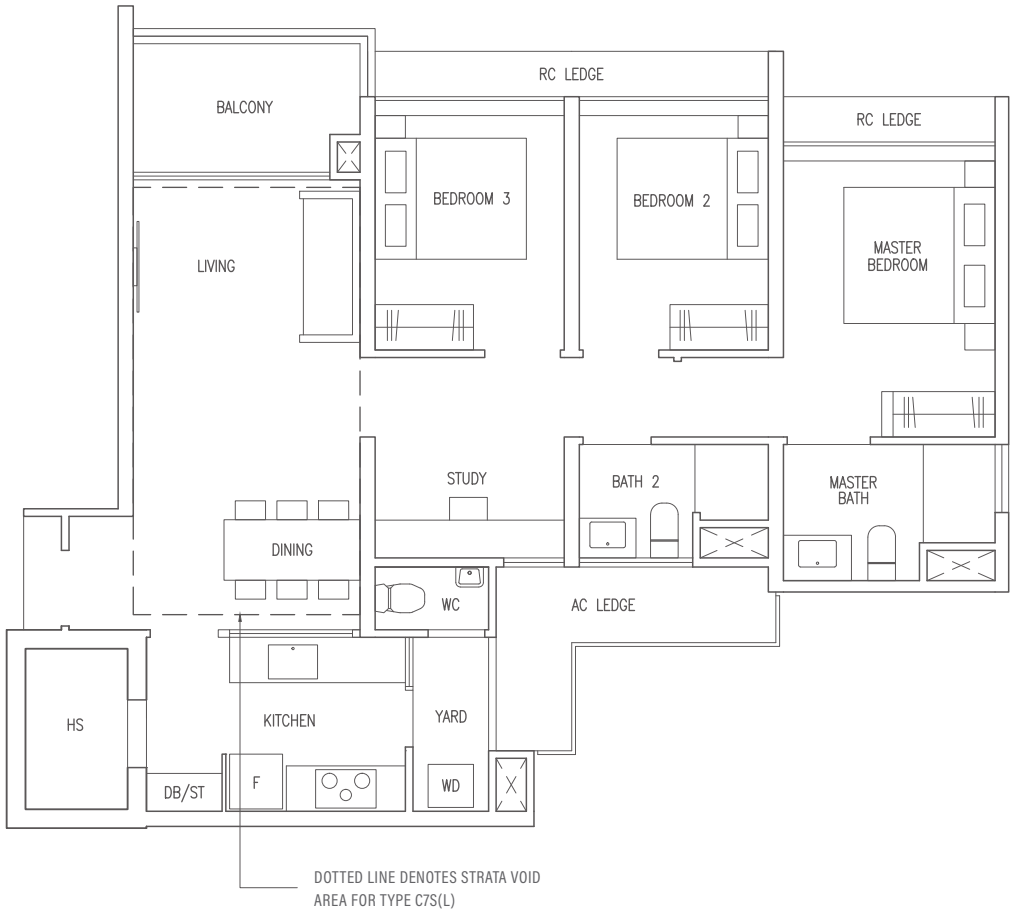 RC LEDGE
BALCONY
RC LEDGE
BEDROOM 3
BEDROOM 2
MASTER
BEDROOM
LIVING
STUDY
BATH 2
MASTER
BATH
DINING
WC
AC LEDGE
HS
KITCHEN
YARD
DB/ST
F
WD
DOTTED LINE DENOTES STRATA VOID
AREA FOR TYPE C7S(L)